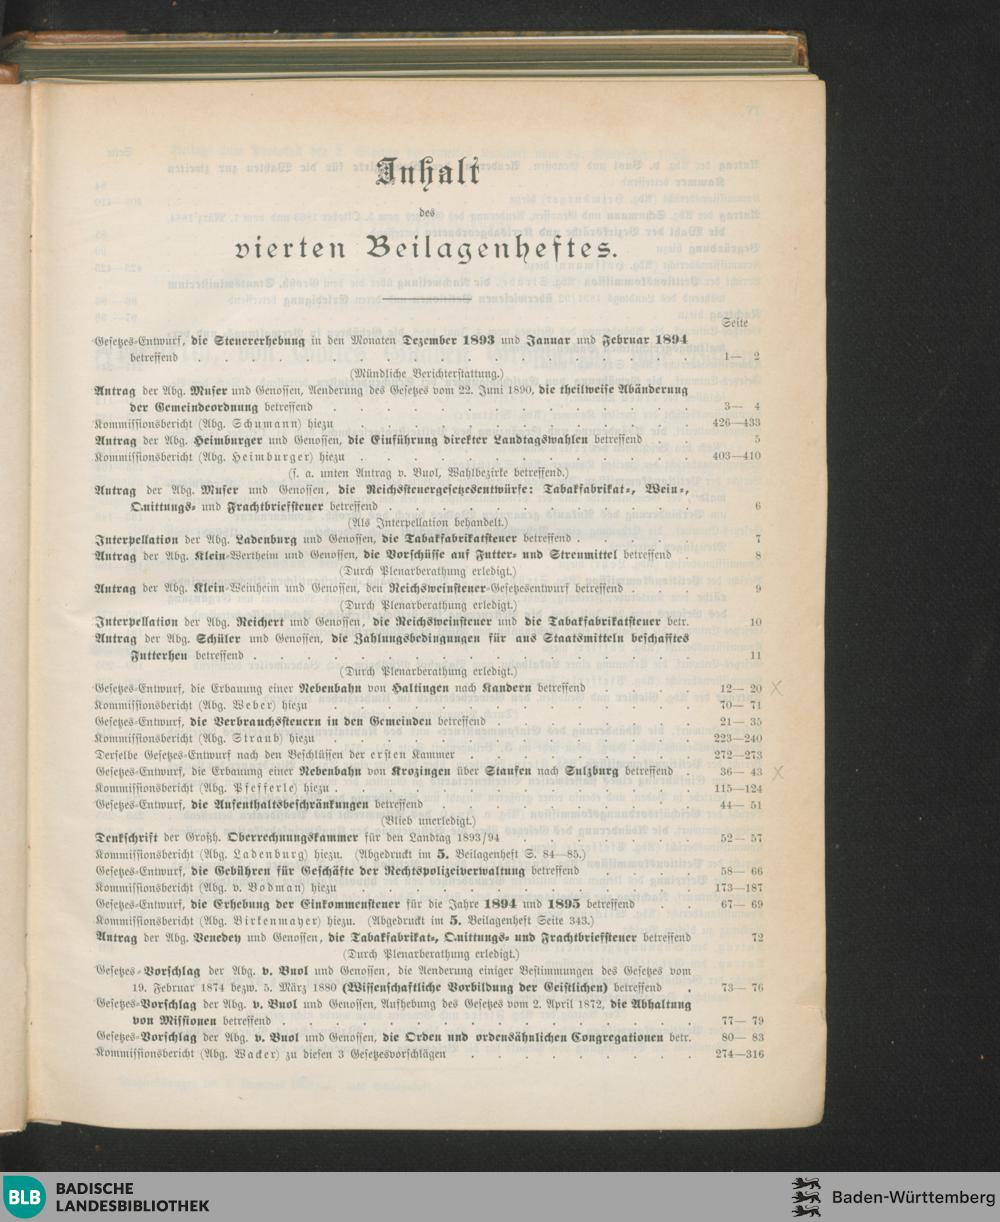 Inhalt
des
vierten Beilagenheftes.
Seite
Gesetzes-Entwurf, die Steuererhebung in den Monaten Dezember 1893 und Januar und Februar 1894
betreffend . . . . . . . . . . . . . . . . . . . 1— 2
(Mündliche Berichterstattung.)
Antrag der Abg. Muser und Genossen, Aenderung des Gesetzes vom 22. Juni 1890, die theilweise Abänderung
der Gemeindeordnung betreffend . . . . . . . . . . . . . . 3— 4
Kommissionsbericht (Abg. Schumann) hiezu . . . . . . . . . . . . . 426—433
Antrag der Abg. Heimburger und Genossen, die Einführung direkter Landtagswahlen betreffend . . 5
Kommissionsbericht (Abg. Heimburger) hiezu . . . . . . . . . . . . . 403—410
(s. a. unten Antrag v. Buol, Wahlbezirke betreffend.)
Antrag der Abg. Muser und Genossen, die Reichssteuergesetzesentwürfe: Tabakfabrikat-, Wein-,
Quittungs- und Frachtbriefsteuer betreffend . . . . . . . . . . . . 6
(Als Interpellation behandelt.)
Interpellation der Abg. Ladenburg und Genossen, die Tabakfabrikatsteuer betreffend . . . . . 7
Antrag der Abg. Klein-Wertheim und Genossen, die Vorschüsse auf Futter- und Streumittel betreffend . 8
(Durch Plenarberathung erledigt.)
Antrag der Abg. Klein-Weinheim und Genossen, den Reichsweinsteuer-Gesetzesentwurf betreffend . . . 9
(Durch Plenarberathung erledigt.)
Interpellation der Abg. Reichert und Genossen, die Reichsweinsteuer und die Tabakfabrikatsteuer betr. 10
Antrag der Abg. Schüler und Genossen, die Zahlungsbedingungen für aus Staatsmitteln beschafftes
Futterheu betreffend . . . . . . . . . . . . . . . . . 11
(Durch Plenarberathung erledigt.)
Gesetzes-Entwurf, die Erbauung einer Nebenbahn von Haltingen nach Kandern betreffend . . . . 12— 20 X
Kommissionsbericht (Abg. Weber) hiezu . . . . . . . . . . . . . . 70— 71
Gesetzes-Entwurf, die Verbrauchssteuern in den Gemeinden betreffend . . . . . . . . 21— 35
Kommissionsbericht (Abg. Straub) hiezu . . . . . . . . . . . . . . 223—240
Derselbe Gesetzes-Entwurf nach den Beschlüssen der ersten Kammer . . . . . . . . . 272—273
Gesetzes-Entwurf, die Erbauung einer Nebenbahn von Krozingen über Staufen nach Sulzburg betreffend . 36— 43 X
Kommissionsbericht (Abg. Pfefferle) hiezu . . . . . . . . . . . . . . 115—124
Gesetzes-Entwurf, die Aufenthaltsbeschränkungen betreffend . . . . . . . . . . 44— 51
(Blieb unerledigt.)
Denkschrift der Großh. Oberrechnungskammer für den Landtag 1893/94 . . . . . . . 52— 57
Kommissionsbericht (Abg. Ladenburg) hiezu. (Abgedruckt im 5. Beilagenheft S. 84—85.)
Gesetzes-Entwurf, die Gebühren für Geschäfte der Rechtspolizeiverwaltung betreffend . . . . 58— 66
Kommissionsbericht (Abg. v. Bodman) hiezu . . . . . . . . . . . . . 173—187
Gesetzes-Entwurf, die Erhebung der Einkommensteuer für die Jahre 1894 und 1895 betreffend . . 67— 69
Kommissionsbericht (Abg. Birkenmayer) hiezu. (Abgedruckt im 5. Beilagenheft Seite 343.)
Antrag der Abg. Venedey und Genossen, die Tabakfabrikat-, Quittungs- und Frachtbriefsteuer betreffend 72
(Durch Plenarberathung erledigt.)
Gesetzes-Vorschlag der Abg. v. Buol und Genossen, die Aenderung einiger Bestimmungen des Gesetzes vom
19. Februar 1874 bezw. 5. März 1880 (Wissenschaftliche Vorbildung der Geistlichen) betreffend . 73— 76
Gesetzes-Vorschlag der Abg. v. Buol und Genossen, Aufhebung des Gesetzes vom 2. April 1872, die Abhaltung
von Missionen betreffend . . . . . . . . . . . . . . . . 77— 79
Gesetzes-Vorschlag der Abg. v. Buol und Genossen, die Orden und ordensähnlichen Congregationen betr. 80— 83
Kommissionsbericht (Abg. Wacker) zu diesen 3 Gesetzesvorschlägen . . . . . . . . . 274—316
BLB BADISCHE
LANDESBIBLIOTHEK
Baden-Württemberg